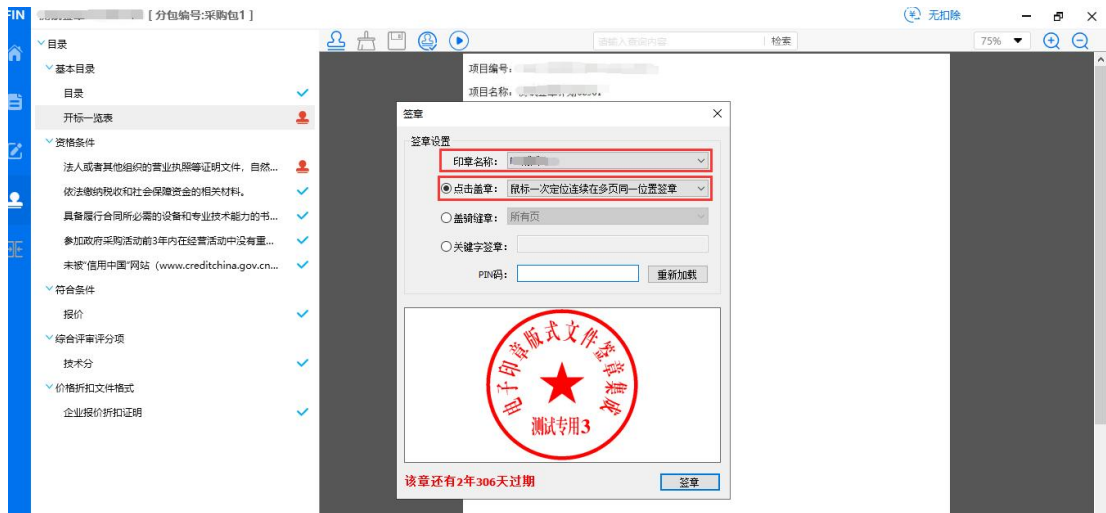 FIN
[ 分包编号:采购包1 ]
无扣除
目录
请输入查询内容
检索
75%
基本目录
项目编号:
目录
项目名称:
开标一览表
签章
资格条件
签章设置
法人或者其他组织的营业执照等证明文件,自然...
印章名称:
依法缴纳税收和社会保障资金的相关材料。
点击盖章: 鼠标一次定位连续在多页同一位置签章
具备履行合同所必需的设备和专业技术能力的书...
盖骑缝章: 所有页
参加政府采购活动前3年内在经营活动中没有重...
关键字签章:
未被"信用中国"网站 (www.creditchina.gov.cn...
PIN码:
重新加载
符合条件
报价
综合评审评分项
技术分
价格折扣文件格式
企业报价折扣证明
电子印章版式文件签章集成
测试专用3
该章还有2年306天过期
签章